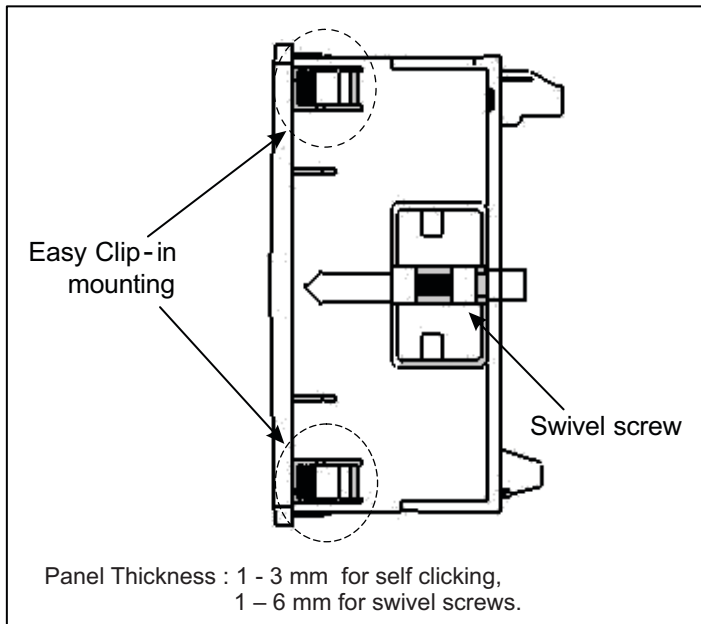 Easy Clip-in
mounting
Swivel screw
Panel Thickness : 1 - 3 mm for self clicking,
1 – 6 mm for swivel screws.